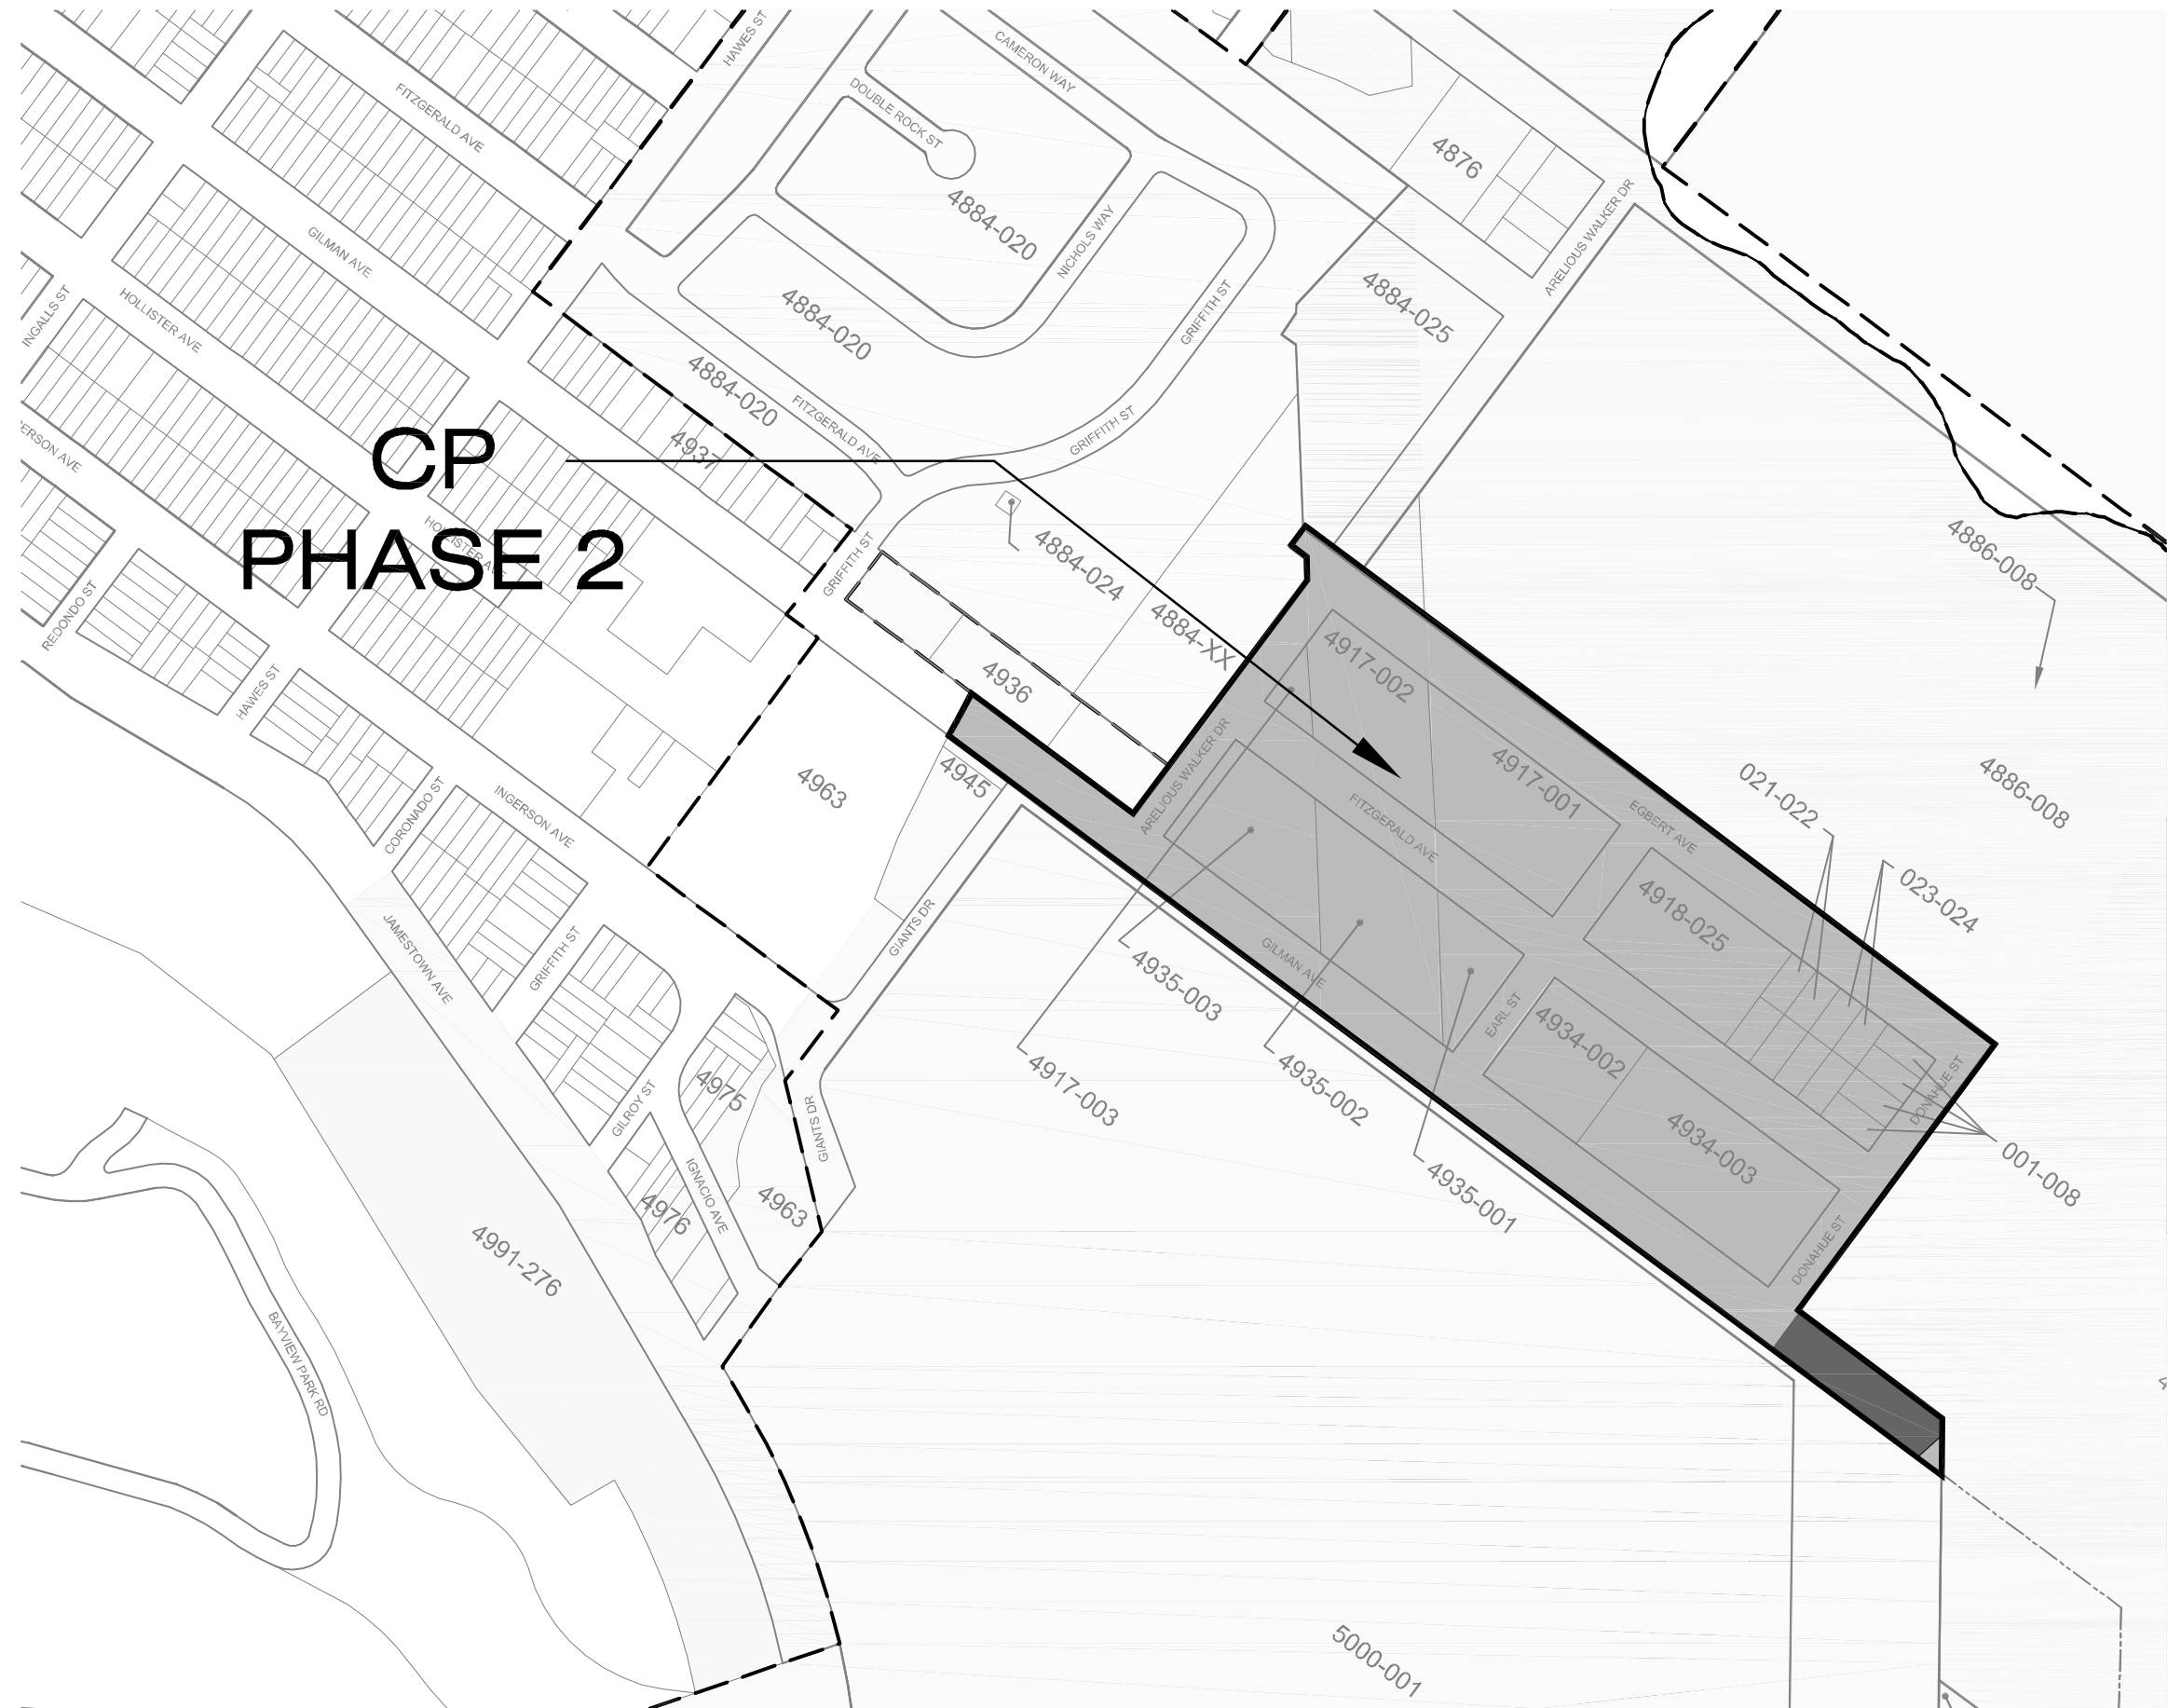 HAWES ST
CAMERON WAY
FITZGERALD AVE
DOUBLE ROCK ST
4876
4884-020
NICHOLS WAY
ARELIOUS WALKER DR
GILMAN AVE
INGALLS ST
HOLLISTER AVE
4884-020
GRIFFITH ST
4884-025
4884-020
FITZGERALD AVE
4937
GRIFFITH ST
ERSON AVE
CP
PHASE 2
HOLLISTER AVE
GRIFFITH ST
4884-024
4884-XX
4886-008
REDONDO ST
HAWES ST
4936
4917-002
ARELIOUS WALKER DR
4963
4945
4917-001
FITZGERALD AVE
EGBERT AVE
021-022
4886-008
INGERSON AVE
CORONADO ST
023-024
4918-025
JAMESTOWN AVE
GRIFFITH ST
GIANTS DR
GILMAN AVE
4935-003
EARL ST
4934-002
4917-003
4935-002
DONAHUE ST
4975
GILROY ST
GIANTS DR
4934-003
001-008
4935-001
IGNACIO AVE
4976
4963
DONAHUE ST
4991-276
BAYVIEW PARK RD
5000-001